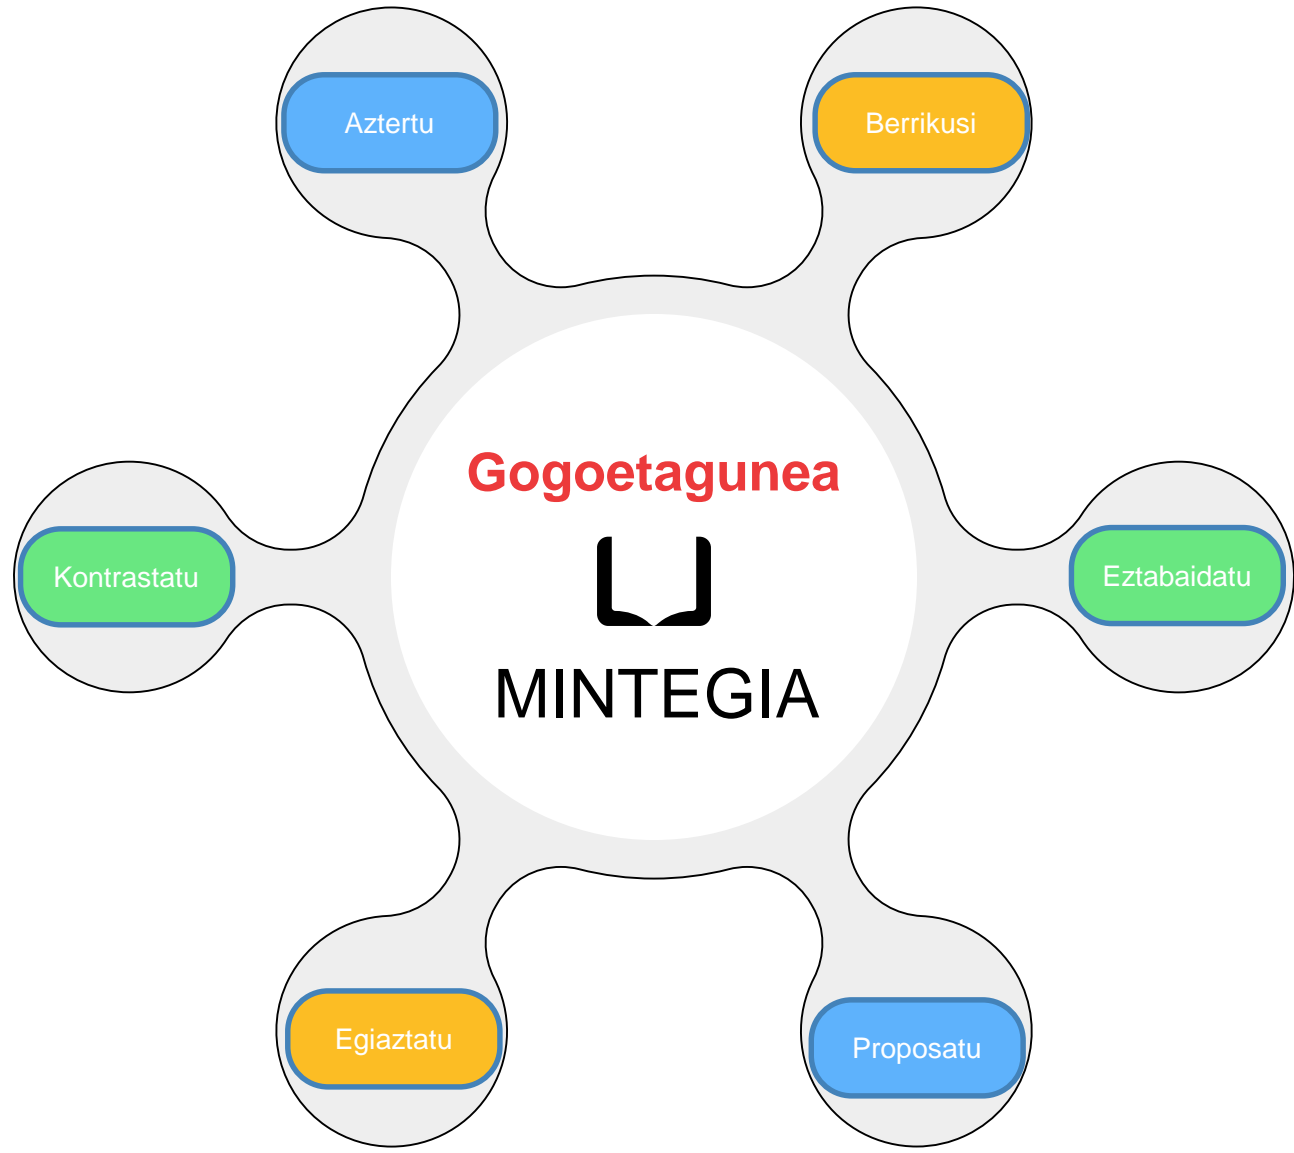 Aztertu
Berrikusi
Gogoetagunea
Kontrastatu
Eztabaidatu
MINTEGIA
Egiaztatu
Proposatu